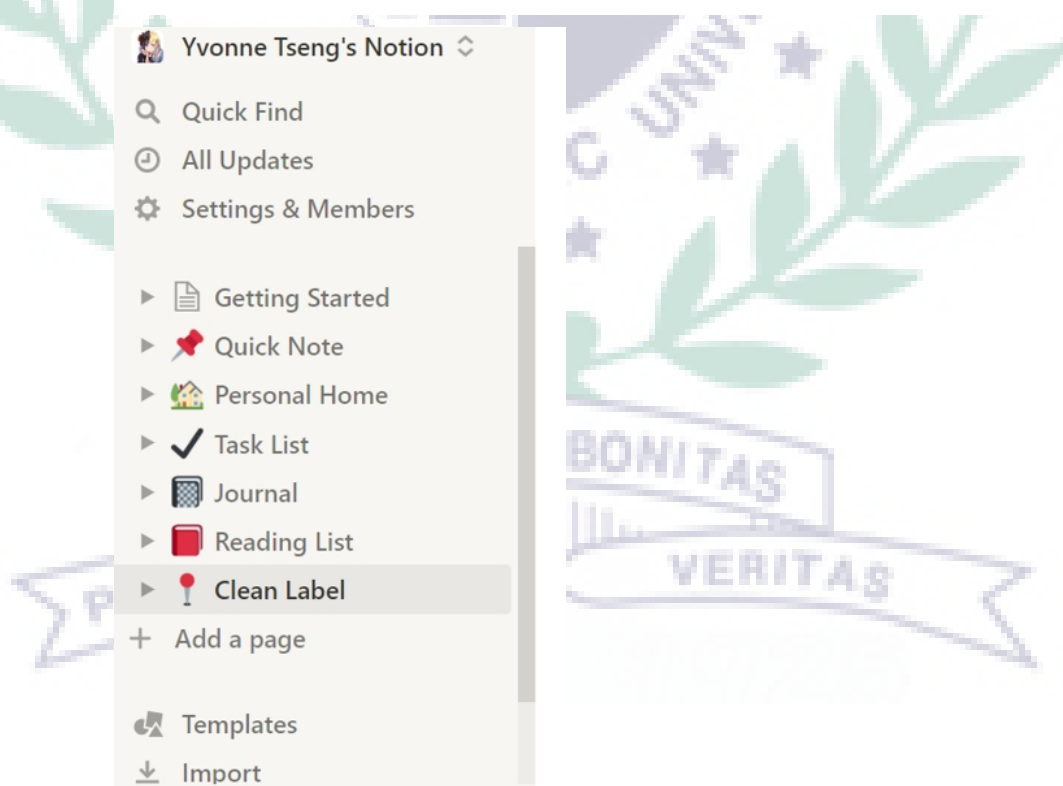 Yvonne Tseng's Notion
Quick Find
All Updates
Settings & Members
Getting Started
Quick Note
Personal Home
Task List
Journal
Reading List
Clean Label
Add a page
Templates
Import
C UNIV
BONITAS
VERITAS